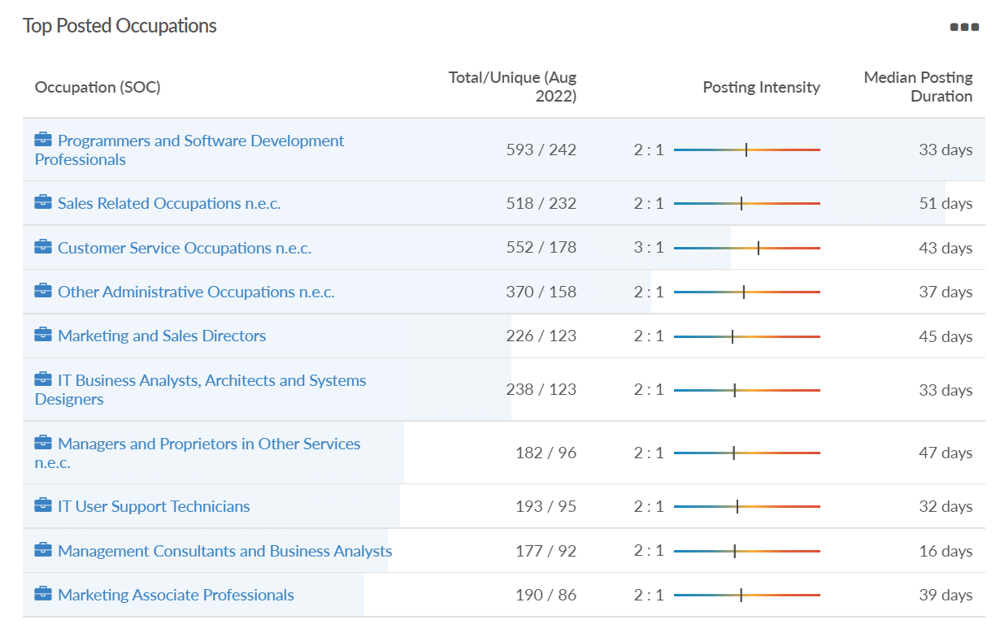 Top Posted Occupations
Occupation (SOC)
Total/Unique (Aug
2022)
Posting Intensity
Median Posting
Duration
Programmers and Software Development
Professionals
593 / 242
2 : 1
33 days
Sales Related Occupations n.e.c.
518 / 232
2 : 1
51 days
Customer Service Occupations n.e.c.
552 / 178
3 : 1
43 days
Other Administrative Occupations n.e.c.
370 / 158
2 : 1
37 days
Marketing and Sales Directors
226 / 123
2 : 1
45 days
IT Business Analysts, Architects and Systems
Designers
238 / 123
2 : 1
33 days
Managers and Proprietors in Other Services
n.e.c.
182 / 96
2 : 1
47 days
IT User Support Technicians
193 / 95
2 : 1
32 days
Management Consultants and Business Analysts
177 / 92
2 : 1
16 days
Marketing Associate Professionals
190 / 86
2 : 1
39 days